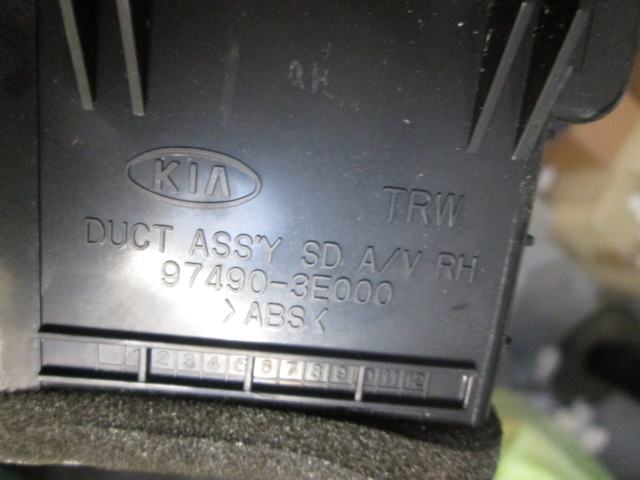 KIA
TRW
DUCT ASS'Y SD A/V RH
97490-3E000
>ABS<
1 2 3 4 5 6 7 8 9 10 11 12